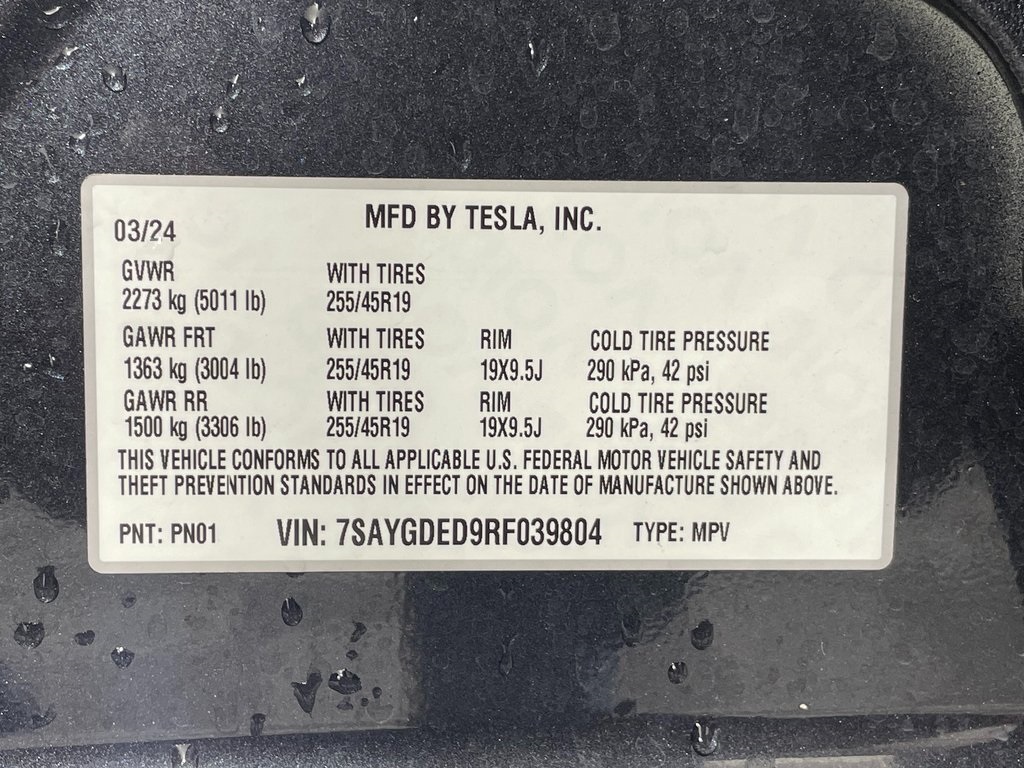 MFD BY TESLA, INC.
03/24
GVWR WITH TIRES
2273 kg (5011 lb) 255/45R19
GAWR FRT WITH TIRES RIM COLD TIRE PRESSURE
1363 kg (3004 lb) 255/45R19 19X9.5J 290 kPa, 42 psi
GAWR RR WITH TIRES RIM COLD TIRE PRESSURE
1500 kg (3306 lb) 255/45R19 19X9.5J 290 kPa, 42 psi
THIS VEHICLE CONFORMS TO ALL APPLICABLE U.S. FEDERAL MOTOR VEHICLE SAFETY AND
THEFT PREVENTION STANDARDS IN EFFECT ON THE DATE OF MANUFACTURE SHOWN ABOVE.
PNT: PN01 VIN: 7SAYGDED9RF039804 TYPE: MPV